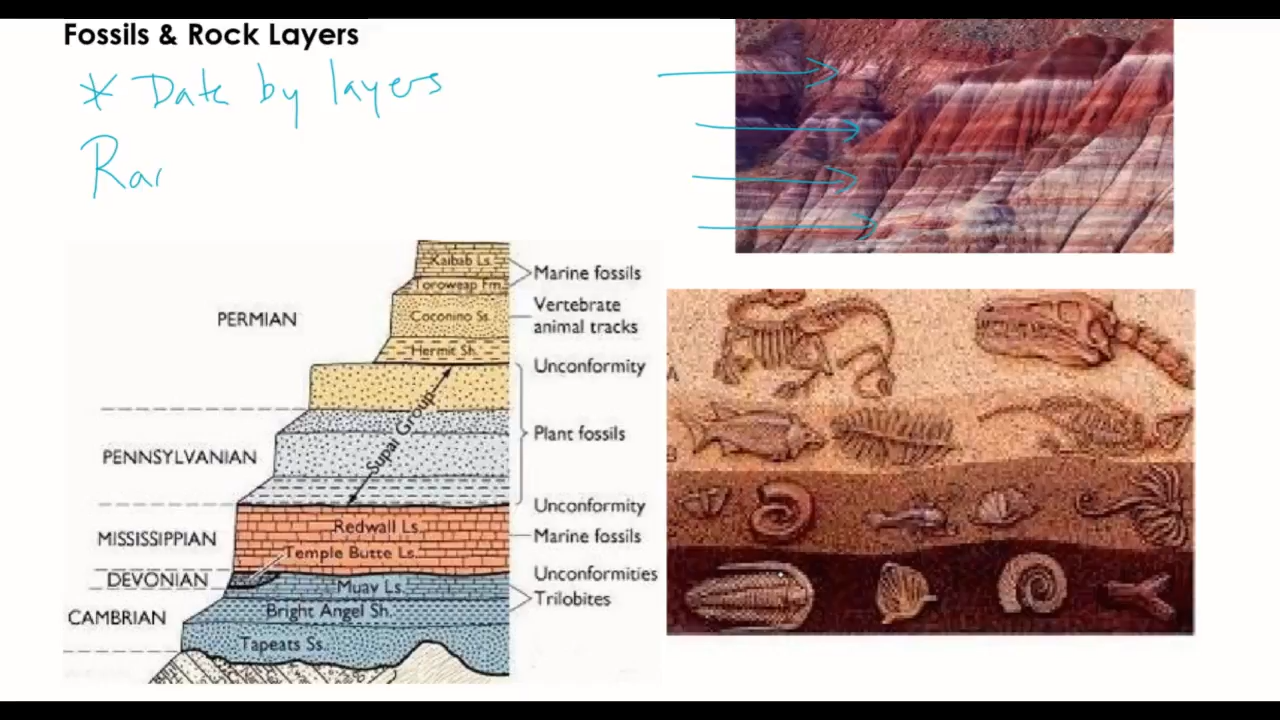 Fossils & Rock Layers
* Date by layers
Rar
Kaibab Ls.
Marine fossils
Toroweap Fm.
Vertebrate
animal tracks
PERMIAN
Coconino Ss.
Hermit Sh.
Unconformity
Supai Group
Plant fossils
PENNSYLVANIAN
Unconformity
Redwall Ls.
MISSISSIPPIAN
Marine fossils
Temple Butte Ls.
DEVONIAN
Unconformities
Muav Ls.
Trilobites
Bright Angel Sh.
CAMBRIAN
Tapeats Ss.
A
B